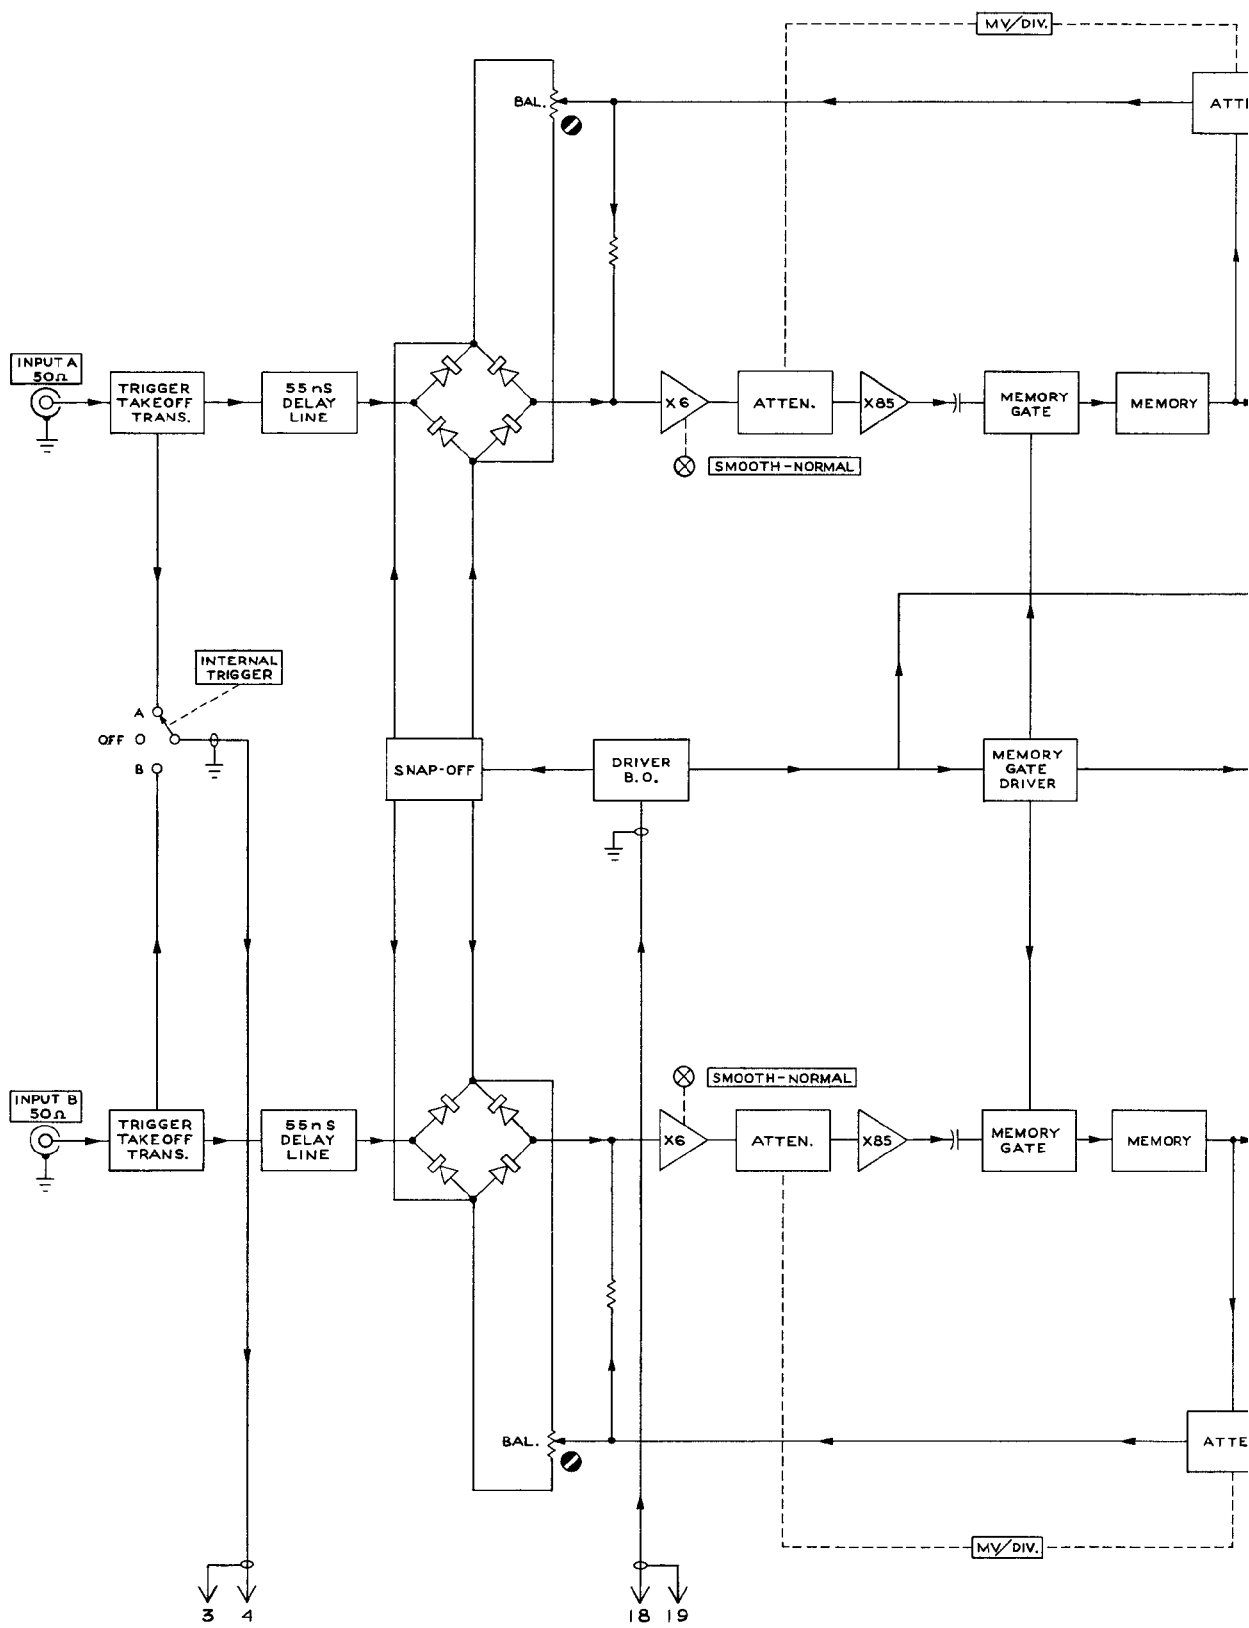 MV/DIV.
BAL.
ATTE
INPUT A
50Ω
TRIGGER
TAKEOFF
TRANS.
55 nS
DELAY
LINE
X6
ATTEN.
X85
MEMORY
GATE
MEMORY
SMOOTH-NORMAL
INTERNAL
TRIGGER
A
OFF
B
SNAP-OFF
DRIVER
B.O.
MEMORY
GATE
DRIVER
SMOOTH-NORMAL
INPUT B
50Ω
TRIGGER
TAKEOFF
TRANS.
55 nS
DELAY
LINE
X6
ATTEN.
X85
MEMORY
GATE
MEMORY
BAL.
ATTE
MV/DIV.
3 4 18 19